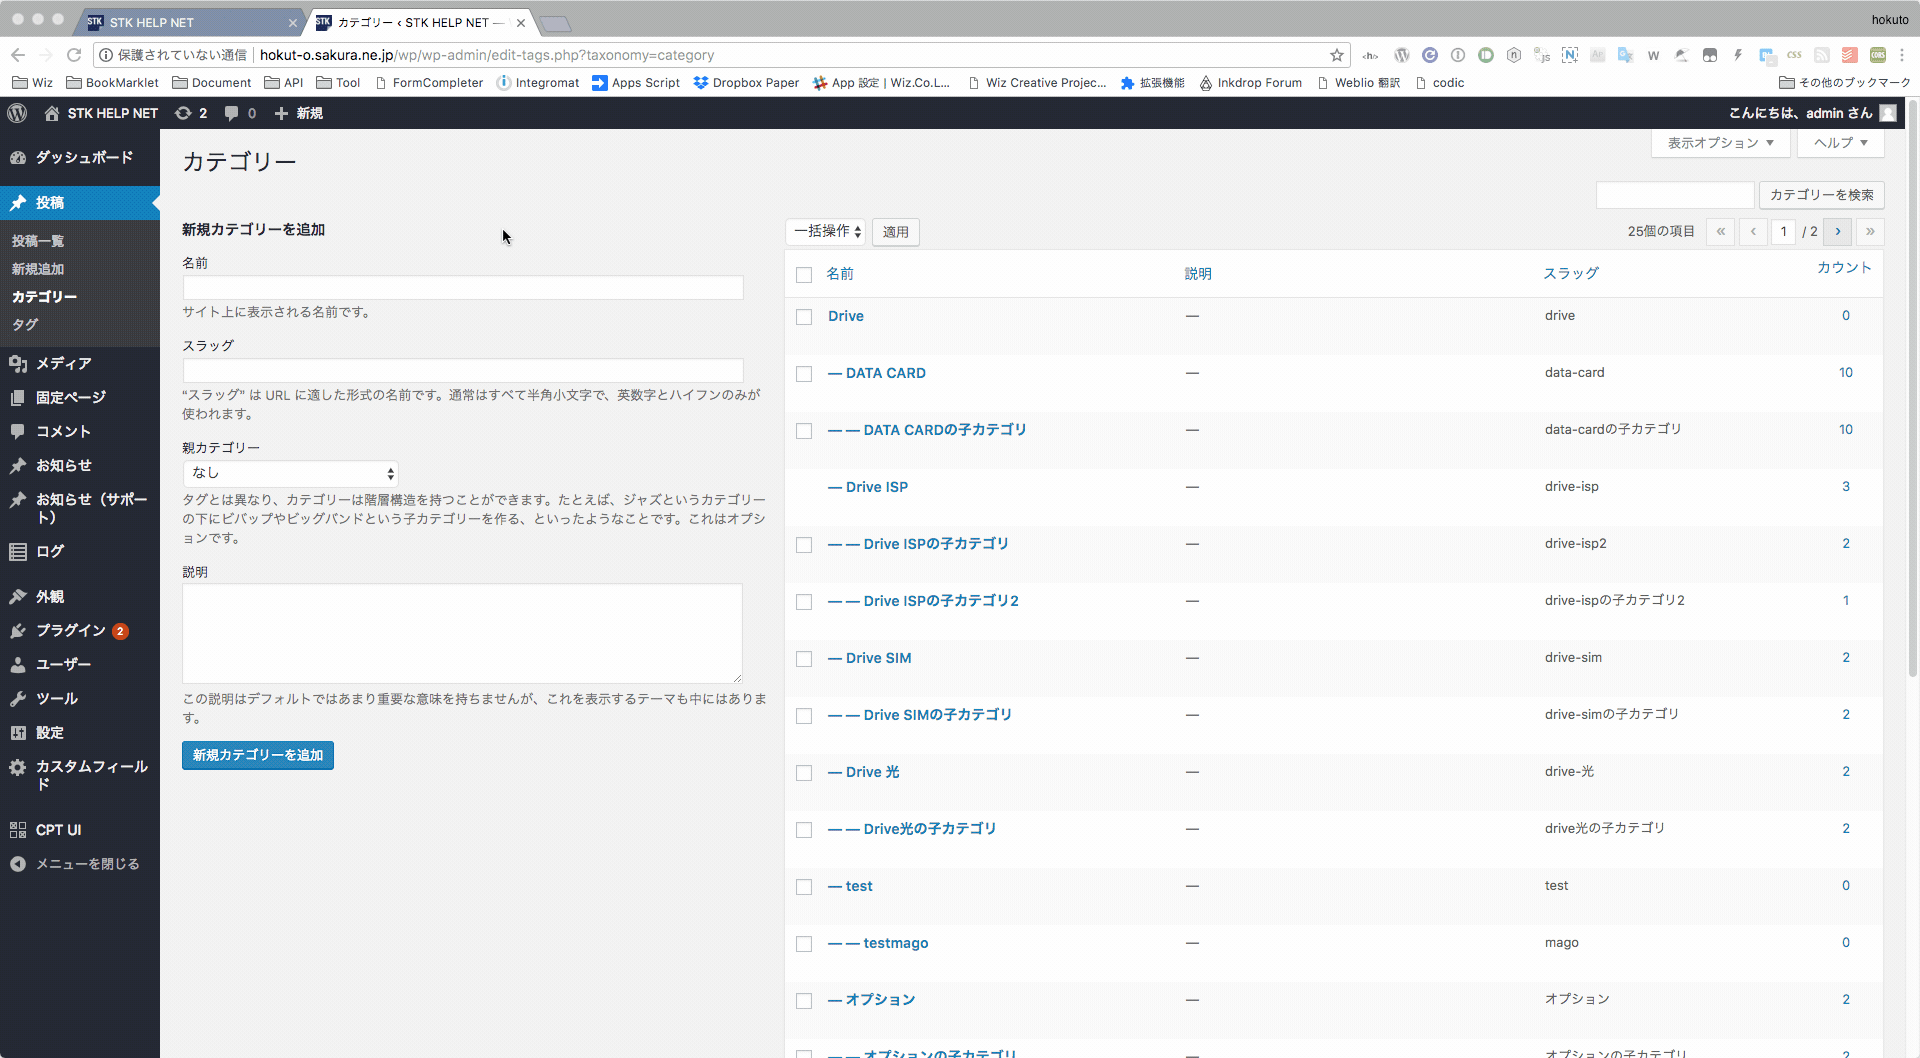 STK HELP NET
カテゴリー ‹ STK HELP NET —
hokuto
保護されていない通信
hokut-o.sakura.ne.jp/wp/wp-admin/edit-tags.php?taxonomy=category
Wiz
BookMarklet
Document
API
Tool
FormCompleter
Integromat
Apps Script
Dropbox Paper
App 設定 | Wiz.Co.L...
Wiz Creative Projec...
拡張機能
Inkdrop Forum
Weblio 翻訳
codic
その他のブックマーク
STK HELP NET
2
0
新規
こんにちは、admin さん
ダッシュボード
投稿
投稿一覧
新規追加
カテゴリー
タグ
メディア
固定ページ
コメント
お知らせ
お知らせ（サポー
ト）
ログ
外観
プラグイン 2
ユーザー
ツール
設定
カスタムフィール
ド
CPT UI
メニューを閉じる
カテゴリー
表示オプション ▼
ヘルプ ▼
カテゴリーを検索
新規カテゴリーを追加
名前
サイト上に表示される名前です。
スラッグ
“スラッグ” は URL に適した形式の名前です。通常はすべて半角小文字で、英数字とハイフンのみが
使われます。
親カテゴリー
なし
タグとは異なり、カテゴリーは階層構造を持つことができます。たとえば、ジャズというカテゴリー
の下にビバップやビッグバンドという子カテゴリーを作る、といったようなことです。これはオプシ
ョンです。
説明
この説明はデフォルトではあまり重要な意味を持ちませんが、これを表示するテーマも中にはありま
す。
新規カテゴリーを追加
一括操作
適用
25個の項目 « ‹ 1 / 2 › »
名前 説明 スラッグ カウント
Drive — drive 0
— DATA CARD — data-card 10
— — DATA CARDの子カテゴリ — data-cardの子カテゴリ 10
— Drive ISP — drive-isp 3
— — Drive ISPの子カテゴリ — drive-isp2 2
— — Drive ISPの子カテゴリ2 — drive-ispの子カテゴリ2 1
— Drive SIM — drive-sim 2
— — Drive SIMの子カテゴリ — drive-simの子カテゴリ 2
— Drive 光 — drive-光 2
— — Drive光の子カテゴリ — drive光の子カテゴリ 2
— test — test 0
— — testmago — mago 0
— オプション — オプション 2
— — オプションの子カテゴリ — オプションの子カテゴリ 2